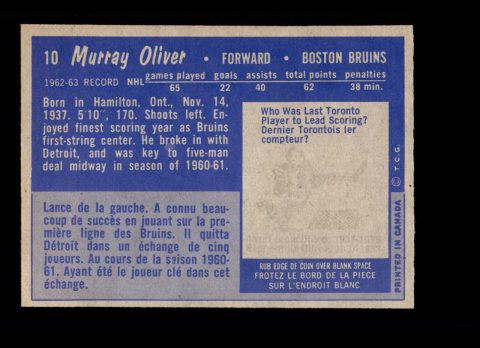 10 Murray Oliver • FORWARD • BOSTON BRUINS
games played goals assists total points penalties
1962-63 RECORD NHL 65 22 40 62 38 min.
Born in Hamilton, Ont., Nov. 14,
1937. 5'10", 170. Shoots left. En-
joyed finest scoring year as Bruins
first-string center. He broke in with
Detroit, and was key to five-man
deal midway in season of 1960-61.
Lance de la gauche. A connu beau-
coup de succès en jouant sur la pre-
mière ligne des Bruins. Il quitta
Détroit dans un échange de cinq
joueurs. Au cours de la saison 1960-
61. Ayant été le joueur clé dans cet
échange.
Who Was Last Toronto
Player to Lead Scoring?
Dernier Torontois ler
compteur?
RUB EDGE OF COIN OVER BLANK SPACE
FROTEZ LE BORD DE LA PIECE
SUR L'ENDROIT BLANC
PRINTED IN CANADA © T.C.G.